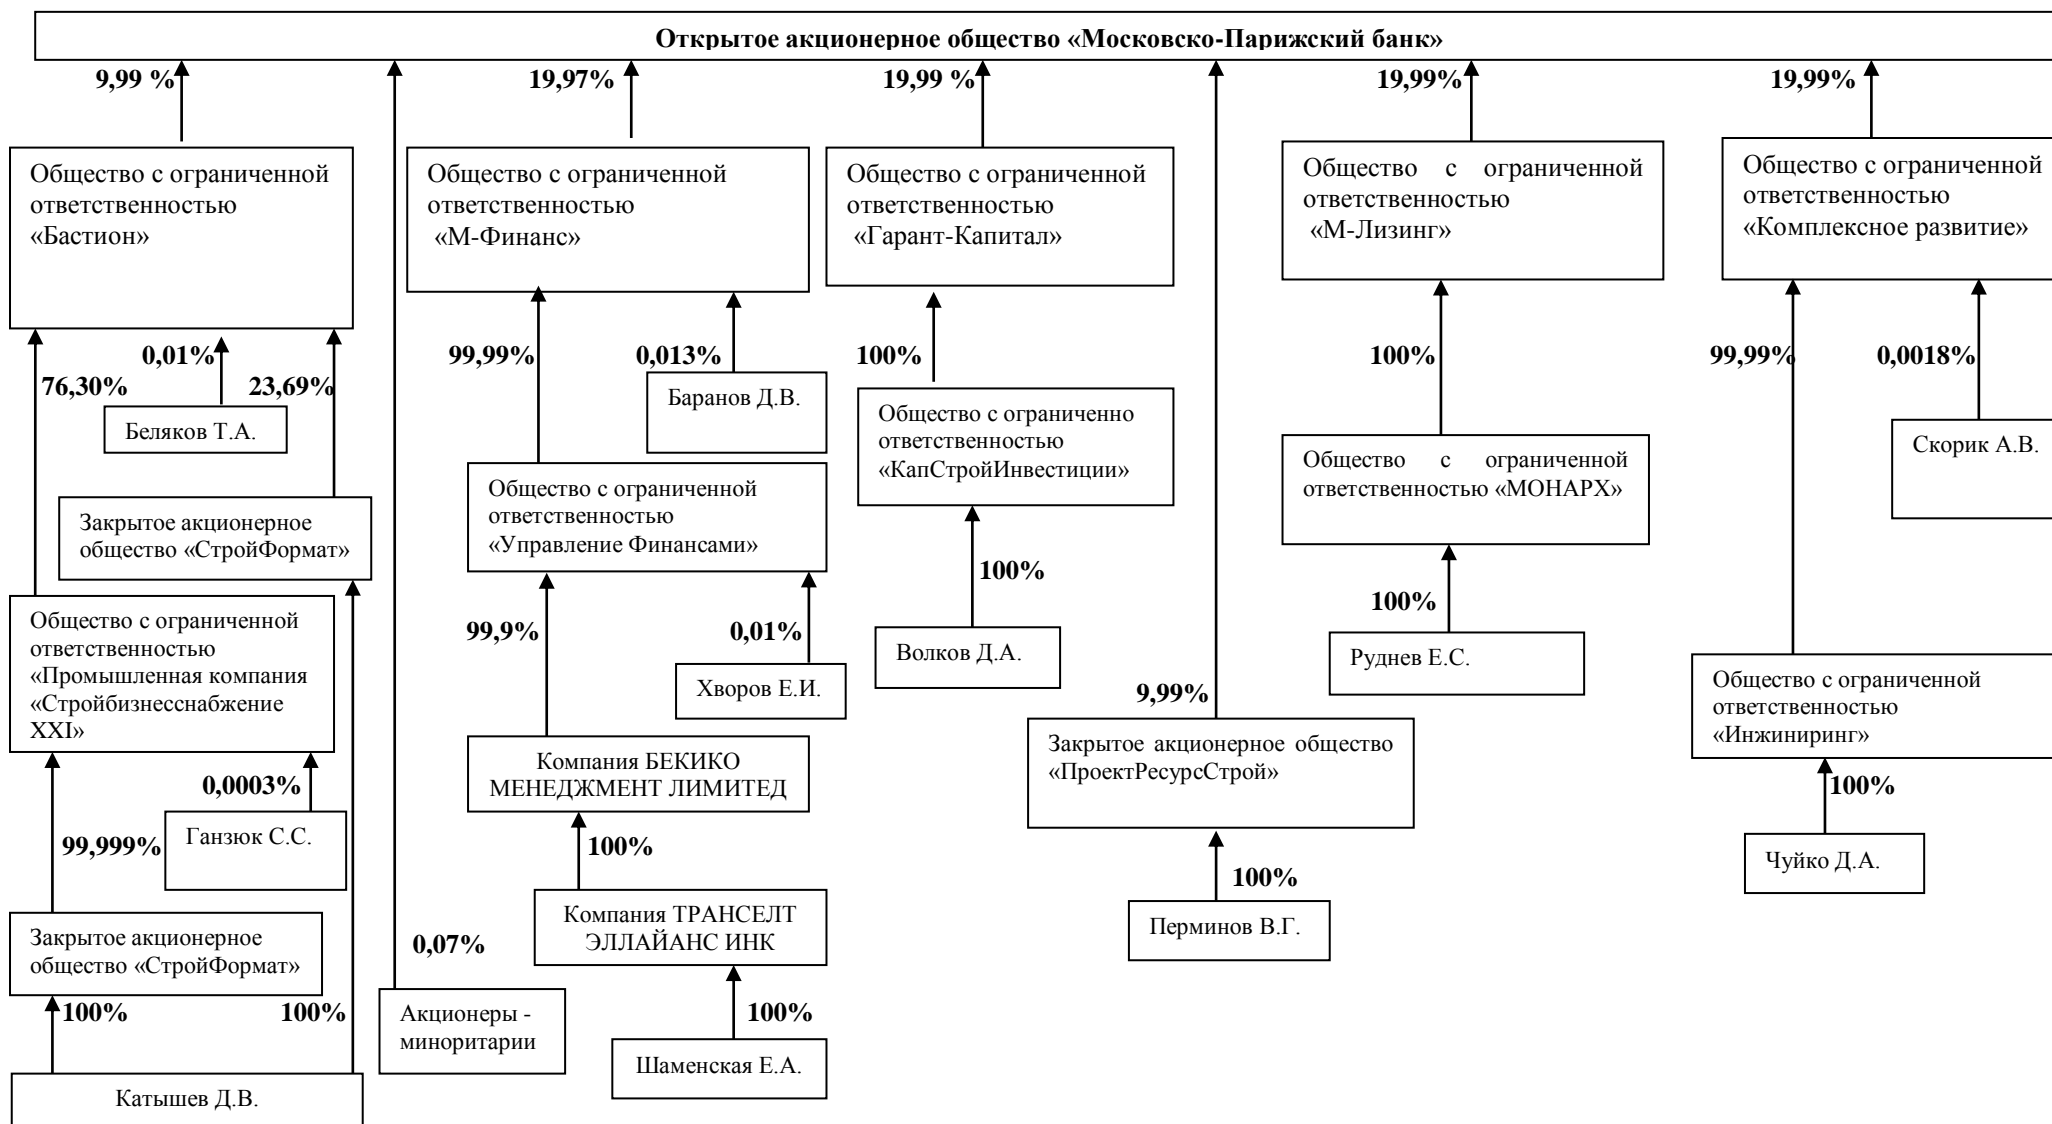 Открытое акционерное общество «Московско-Парижский банк»
9,99 %
19,97%
19,99 %
19,99%
19,99%
Общество с ограниченной
ответственностью
«Бастион»
Общество с ограниченной
ответственностью
«М-Финанс»
Общество с ограниченной
ответственностью
«Гарант-Капитал»
Общество с ограниченной
ответственностью
«М-Лизинг»
Общество с ограниченной
ответственностью
«Комплексное развитие»
0,01%
76,30%
23,69%
Беляков Т.А.
99,99%
0,013%
Баранов Д.В.
100%
Общество с ограниченно
ответственностью
«КапСтройИнвестиции»
100%
Общество с ограниченной
ответственностью «МОНАРХ»
99,99%
0,0018%
Скорик А.В.
Закрытое акционерное
общество «СтройФормат»
Общество с ограниченной
ответственностью
«Управление Финансами»
100%
Волков Д.А.
100%
Руднев Е.С.
Общество с ограниченной
ответственностью
«Промышленная компания
«Стройбизнесснабжение
XXI»
99,9%
0,01%
Хворов Е.И.
9,99%
Закрытое акционерное общество
«ПроектРесурсСтрой»
Общество с ограниченной
ответственностью
«Инжиниринг»
Компания БЕКИКО
МЕНЕДЖМЕНТ ЛИМИТЕД
0,0003%
Ганзюк С.С.
99,999%
100%
100%
Чуйко Д.А.
100%
Перминов В.Г.
Закрытое акционерное
общество «СтройФормат»
0,07%
Компания ТРАНСЕЛТ
ЭЛЛАЙАНС ИНК
100%
100%
Акционеры -
миноритарии
100%
Шаменская Е.А.
Катышев Д.В.